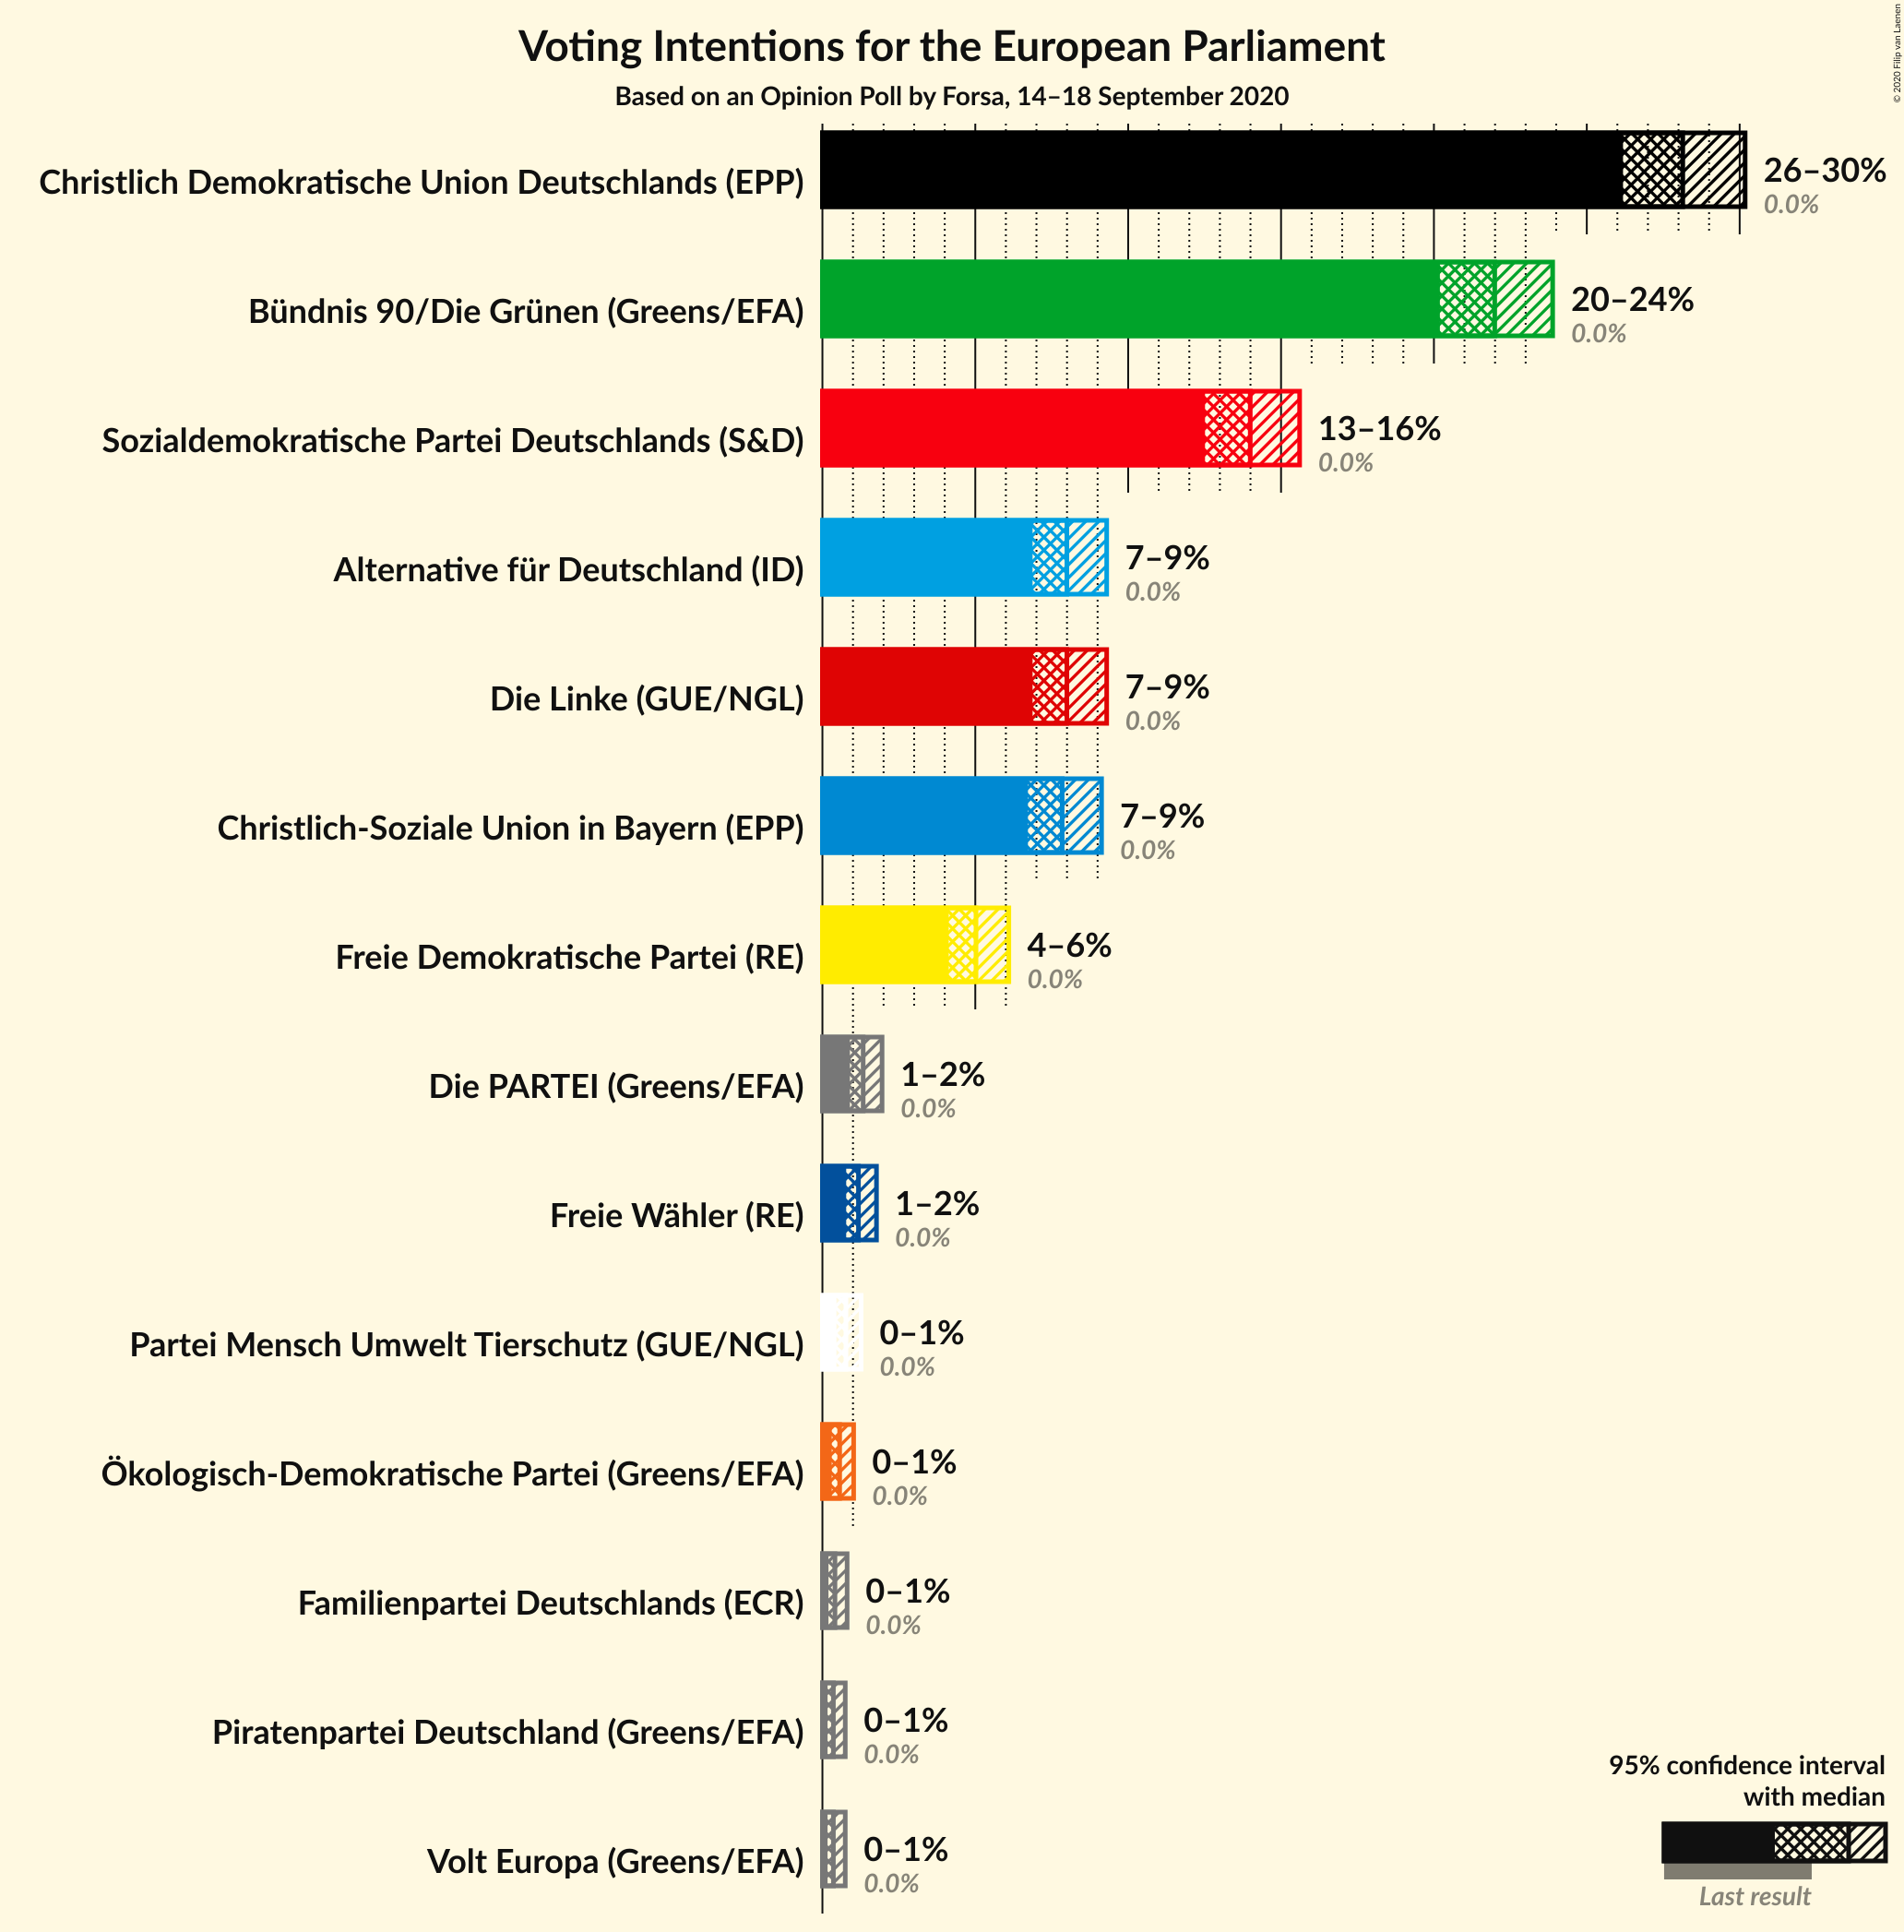 Voting Intentions for the European Parliament
Based on an Opinion Poll by Forsa, 14–18 September 2020
© 2020 Filip van Laenen
Christlich Demokratische Union Deutschlands (EPP)
26–30%
0.0%
Bündnis 90/Die Grünen (Greens/EFA)
20–24%
0.0%
Sozialdemokratische Partei Deutschlands (S&D)
13–16%
0.0%
Alternative für Deutschland (ID)
7–9%
0.0%
Die Linke (GUE/NGL)
7–9%
0.0%
Christlich-Soziale Union in Bayern (EPP)
7–9%
0.0%
Freie Demokratische Partei (RE)
4–6%
0.0%
Die PARTEI (Greens/EFA)
1–2%
0.0%
Freie Wähler (RE)
1–2%
0.0%
Partei Mensch Umwelt Tierschutz (GUE/NGL)
0–1%
0.0%
Ökologisch-Demokratische Partei (Greens/EFA)
0–1%
0.0%
Familienpartei Deutschlands (ECR)
0–1%
0.0%
Piratenpartei Deutschland (Greens/EFA)
0–1%
0.0%
Volt Europa (Greens/EFA)
0–1%
0.0%
95% confidence interval
with median
Last result